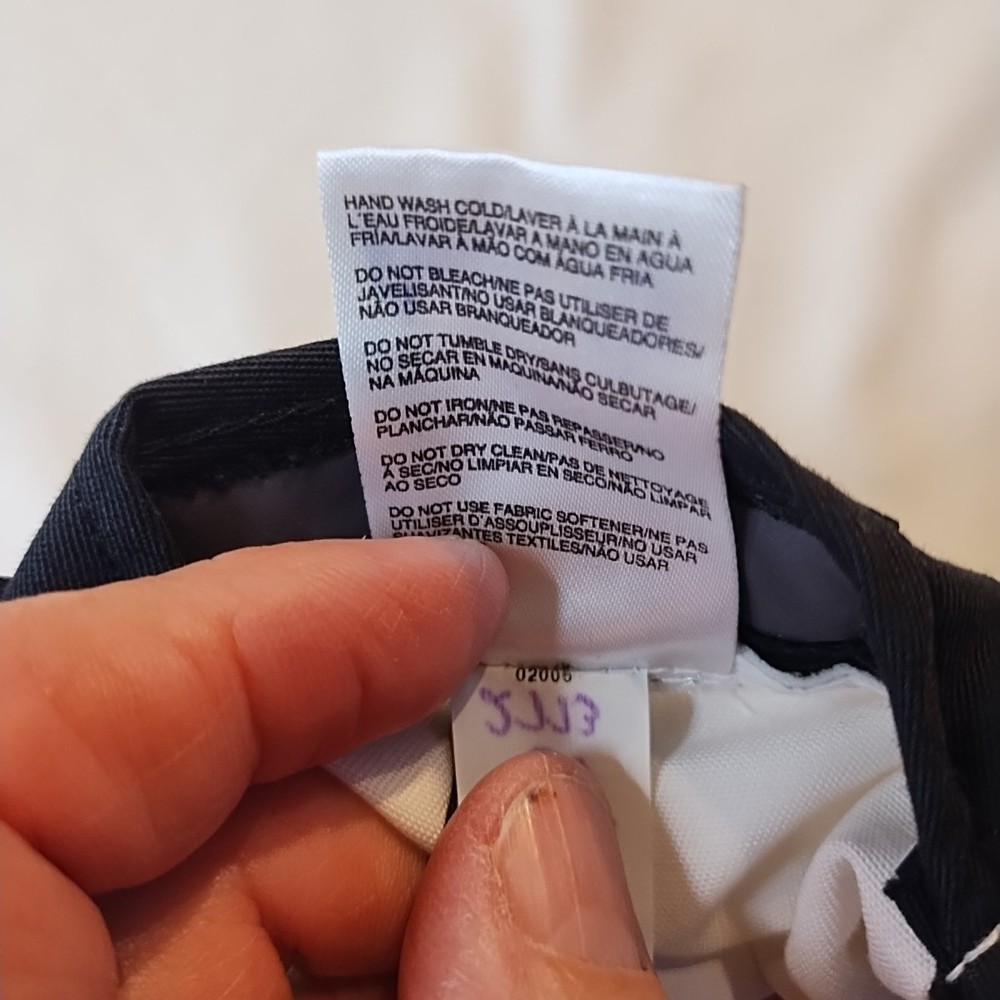 HAND WASH COLD/LAVER À LA MAIN À
L'EAU FROIDE/LAVAR A MANO EN AGUA
FRÍA/LAVAR À MÃO COM ÁGUA FRIA
DO NOT BLEACH/NE PAS UTILISER DE
JAVELISANT/NO USAR BLANQUEADORES/
NÃO USAR BRANQUEADOR
DO NOT TUMBLE DRY/SANS CULBUTAGE/
NO SECAR EN MAQUINA/NÃO SECAR
NA MÁQUINA
DO NOT IRON/NE PAS REPASSER/NO
PLANCHAR/NÃO PASSAR FERRO
DO NOT DRY CLEAN/PAS DE NETTOYAGE
À SEC/NO LIMPIAR EN SECO/NÃO LIMPAR
AO SECO
DO NOT USE FABRIC SOFTENER/NE PAS
UTILISER D'ASSOUPLISSEUR/NO USAR
SUAVIZANTES TEXTILES/NÃO USAR